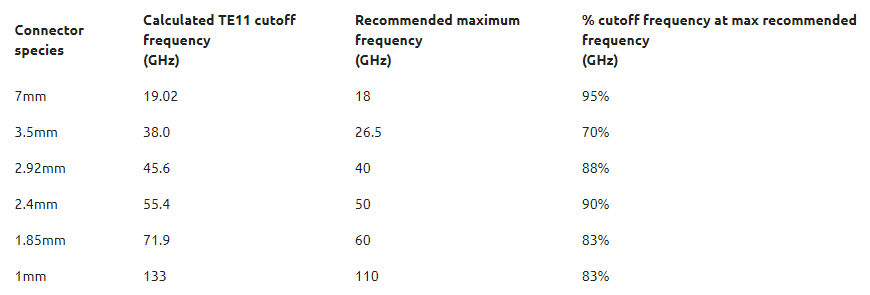 Connector species Calculated TE11 cutoff frequency (GHz) Recommended maximum frequency (GHz) % cutoff frequency at max recommended frequency (GHz)
7mm 19.02 18 95%
3.5mm 38.0 26.5 70%
2.92mm 45.6 40 88%
2.4mm 55.4 50 90%
1.85mm 71.9 60 83%
1mm 133 110 83%